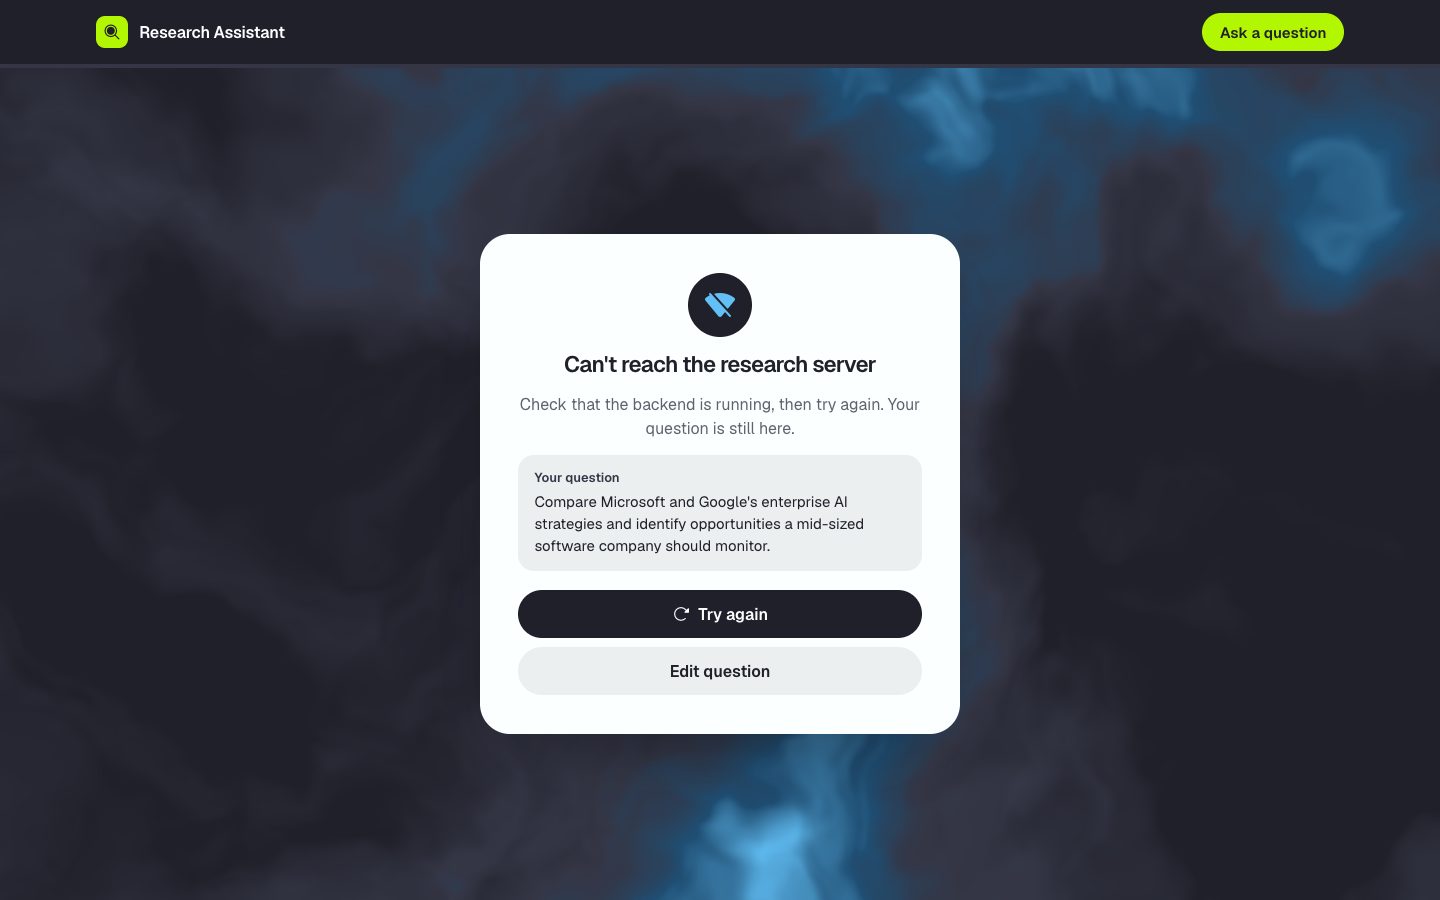 Research Assistant
Ask a question
Can't reach the research server
Check that the backend is running, then try again. Your
question is still here.
Your question
Compare Microsoft and Google's enterprise AI
strategies and identify opportunities a mid-sized
software company should monitor.
Try again
Edit question